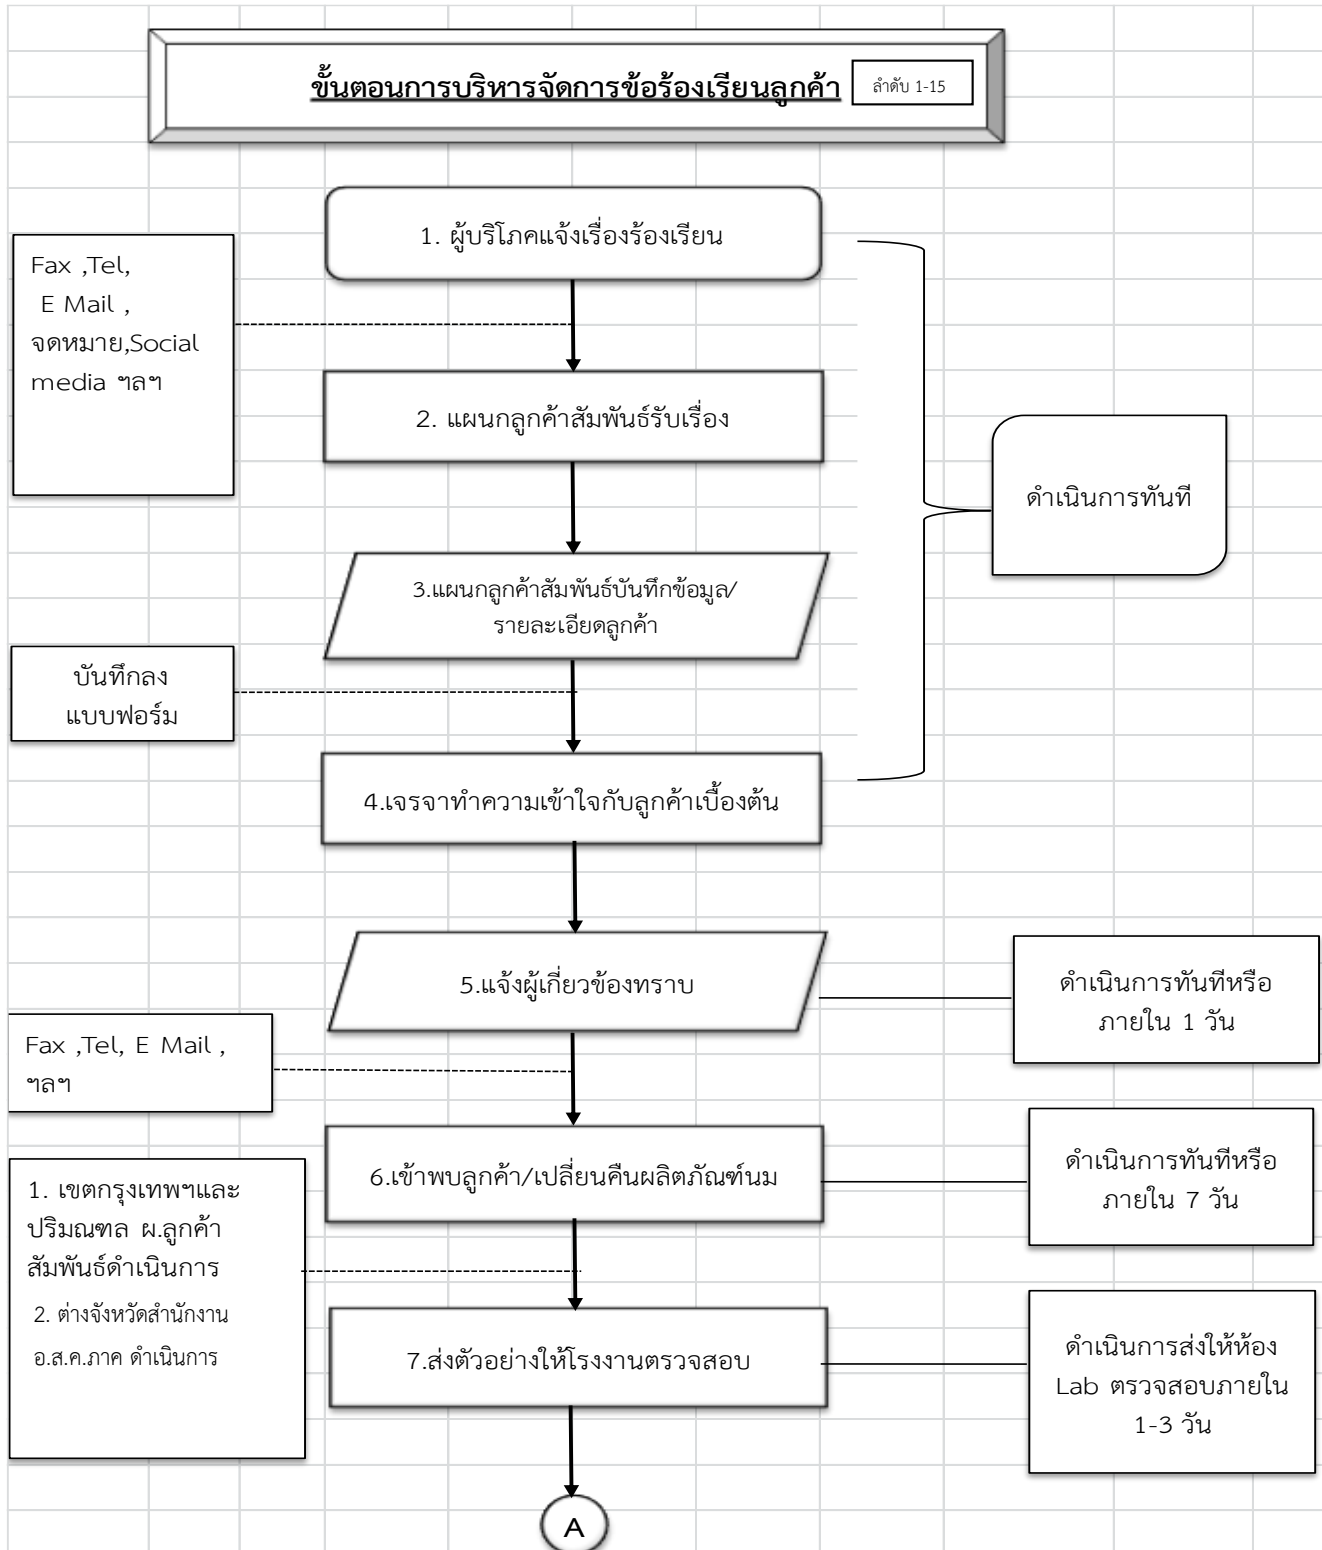 ขั้นตอนการบริหารจัดการข้อร้องเรียนลูกค้า
ลำดับ 1-15
1. ผู้บริโภคแจ้งเรื่องร้องเรียน
Fax ,Tel,
E Mail ,
จดหมาย,Social
media ฯลฯ
2. แผนกลูกค้าสัมพันธ์รับเรื่อง
ดำเนินการทันที
3.แผนกลูกค้าสัมพันธ์บันทึกข้อมูล/
รายละเอียดลูกค้า
บันทึกลง
แบบฟอร์ม
4.เจรจาทำความเข้าใจกับลูกค้าเบื้องต้น
5.แจ้งผู้เกี่ยวข้องทราบ
ดำเนินการทันทีหรือ
ภายใน 1 วัน
Fax ,Tel, E Mail ,
ฯลฯ
6.เข้าพบลูกค้า/เปลี่ยนคืนผลิตภัณฑ์นม
ดำเนินการทันทีหรือ
ภายใน 7 วัน
1. เขตกรุงเทพฯและ
ปริมณฑล ผ.ลูกค้า
สัมพันธ์ดำเนินการ
2. ต่างจังหวัดสำนักงาน
อ.ส.ค.ภาค ดำเนินการ
7.ส่งตัวอย่างให้โรงงานตรวจสอบ
ดำเนินการส่งให้ห้อง
Lab ตรวจสอบภายใน
1-3 วัน
A